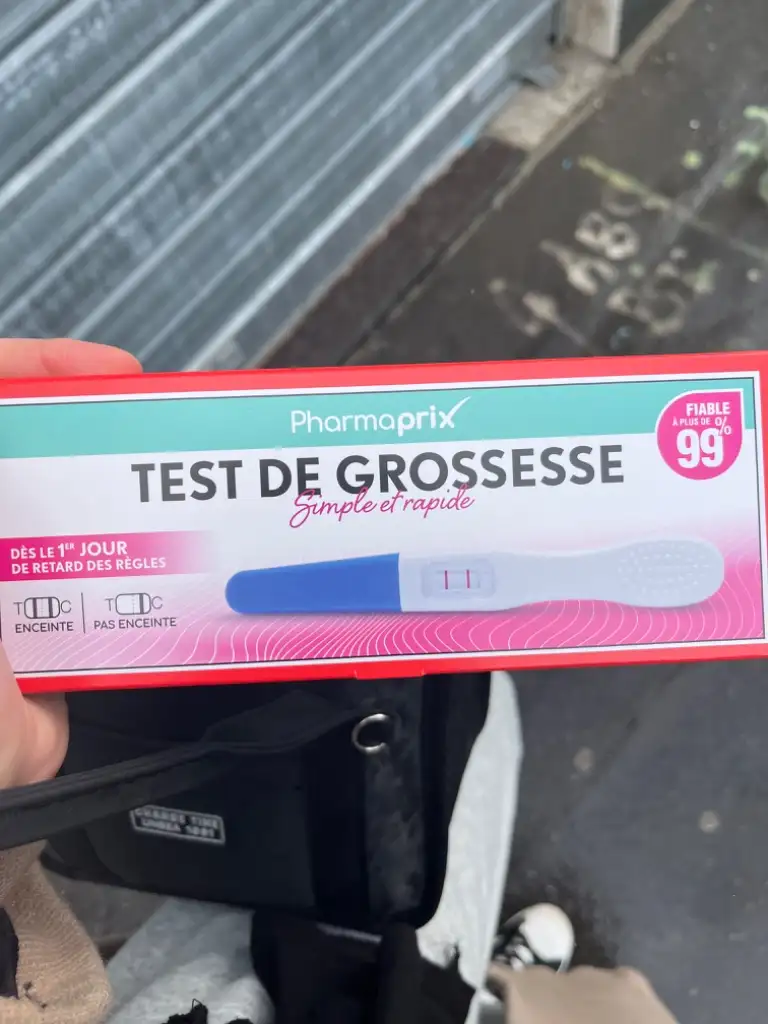 Pharmaprix
FIABLE
À PLUS DE
99%
TEST DE GROSSESSE
Simple et rapide
DÈS LE 1ER JOUR
DE RETARD DES RÈGLES
T C
ENCEINTE
T C
PAS ENCEINTE